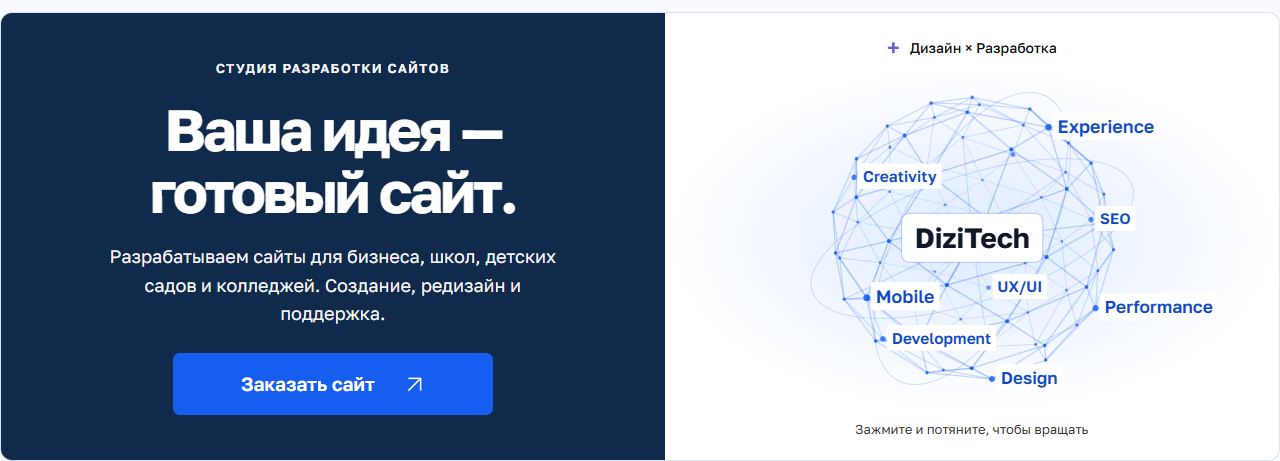 СТУДИЯ РАЗРАБОТКИ САЙТОВ
Ваша идея —
готовый сайт.
Разрабатываем сайты для бизнеса, школ, детских
садов и колледжей. Создание, редизайн и
поддержка.
Заказать сайт
Дизайн × Разработка
Experience
Creativity
SEO
DiziTech
UX/UI
Mobile
Performance
Development
Design
Зажмите и потяните, чтобы вращать